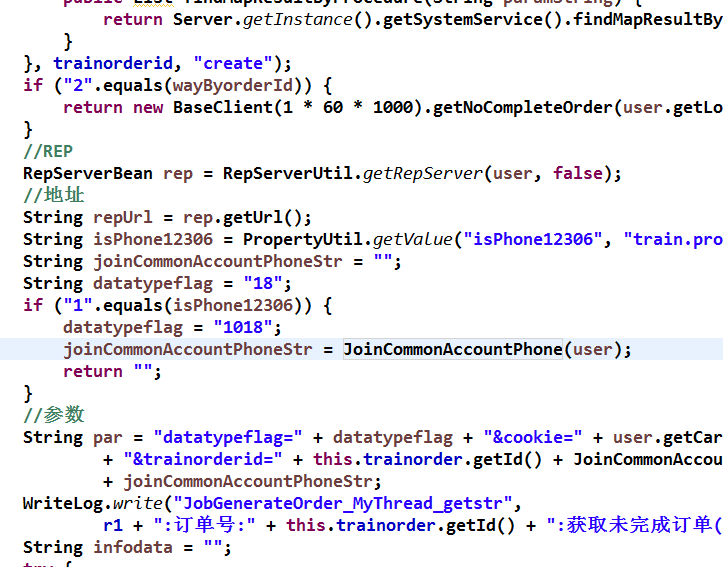 public List findMapResultByProcedure(String paramString) {
return Server.getInstance().getSystemService().findMapResultBy
}
}, trainorderid, "create");
if ("2".equals(wayByorderId)) {
return new BaseClient(1 * 60 * 1000).getNoCompleteOrder(user.getLo
}
//REP
RepServerBean rep = RepServerUtil.getRepServer(user, false);
//地址
String repUrl = rep.getUrl();
String isPhone12306 = PropertyUtil.getValue("isPhone12306", "train.pro
String joinCommonAccountPhoneStr = "";
String datatypeflag = "18";
if ("1".equals(isPhone12306)) {
datatypeflag = "1018";
joinCommonAccountPhoneStr = JoinCommonAccountPhone(user);
return "";
}
//参数
String par = "datatypeflag=" + datatypeflag + "&cookie=" + user.getCar
+ "&trainorderid=" + this.trainorder.getId() + JoinCommonAccou
+ joinCommonAccountPhoneStr;
WriteLog.write("JobGenerateOrder_MyThread_getstr",
r1 + ":订单号:" + this.trainorder.getId() + ":获取未完成订单(
String infodata = "";
try {